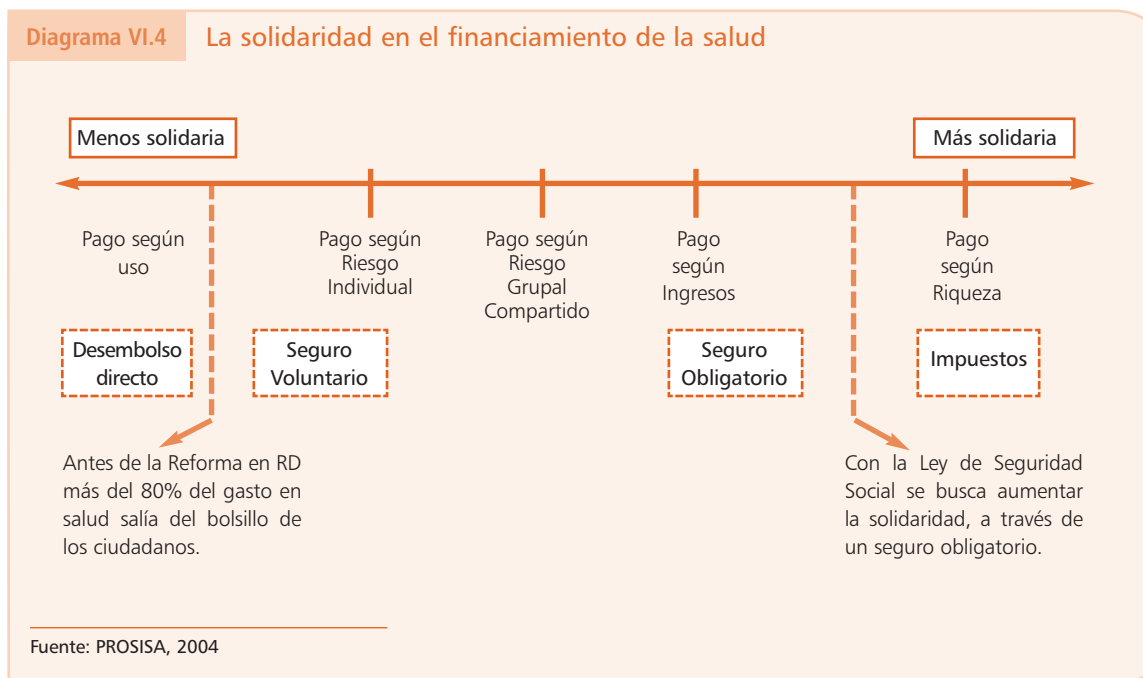 Diagrama VI.4
La solidaridad en el financiamiento de la salud
Menos solidaria
Más solidaria
Pago según
uso
Pago según
Riesgo
Individual
Pago según
Riesgo
Grupal
Compartido
Pago
según
Ingresos
Pago
según
Riqueza
Desembolso
directo
Seguro
Voluntario
Seguro
Obligatorio
Impuestos
Antes de la Reforma en RD
más del 80% del gasto en
salud salía del bolsillo de
los ciudadanos.
Con la Ley de Seguridad
Social se busca aumentar
la solidaridad, a través de
un seguro obligatorio.
Fuente: PROSISA, 2004